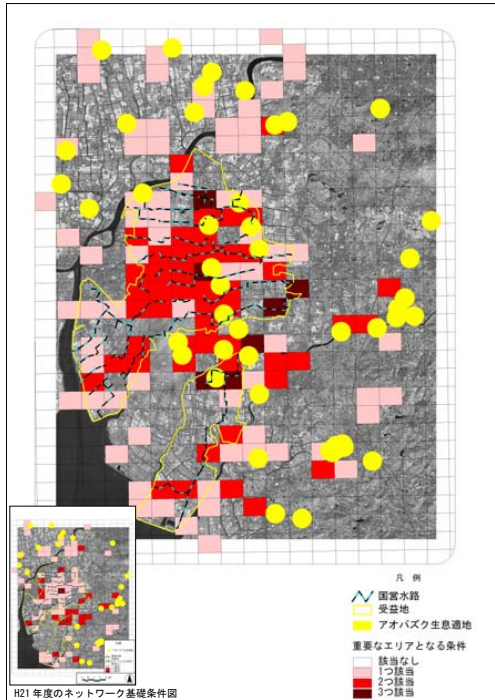 凡 例
国営水路
受益地
アオバズク生息適地
重要なエリアとなる条件
該当なし
1つ該当
2つ該当
3つ該当
H21年度のネットワーク基礎条件図